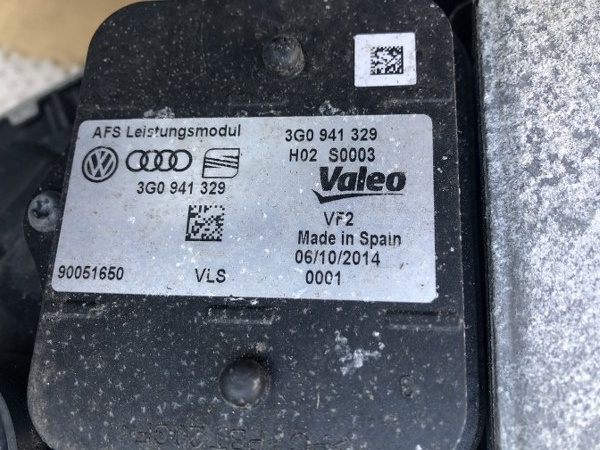 AFS Leistungsmodul 3G0 941 329
H02 S0003
3G0 941 329 Valeo
VF2
Made in Spain
06/10/2014
90051650 VLS 0001